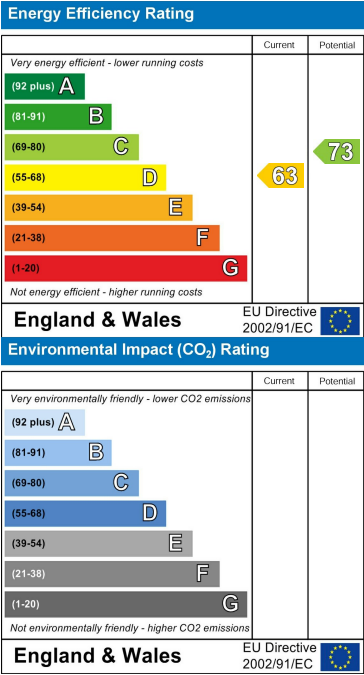 Energy Efficiency Rating
Current Potential
Very energy efficient - lower running costs
(92 plus) A
(81-91) B
(69-80) C
73
(55-68) D
63
(39-54) E
(21-38) F
(1-20) G
Not energy efficient - higher running costs
England & Wales
EU Directive
2002/91/EC
Environmental Impact (CO₂) Rating
Current Potential
Very environmentally friendly - lower CO2 emissions
(92 plus) A
(81-91) B
(69-80) C
(55-68) D
(39-54) E
(21-38) F
(1-20) G
Not environmentally friendly - higher CO2 emissions
England & Wales
EU Directive
2002/91/EC